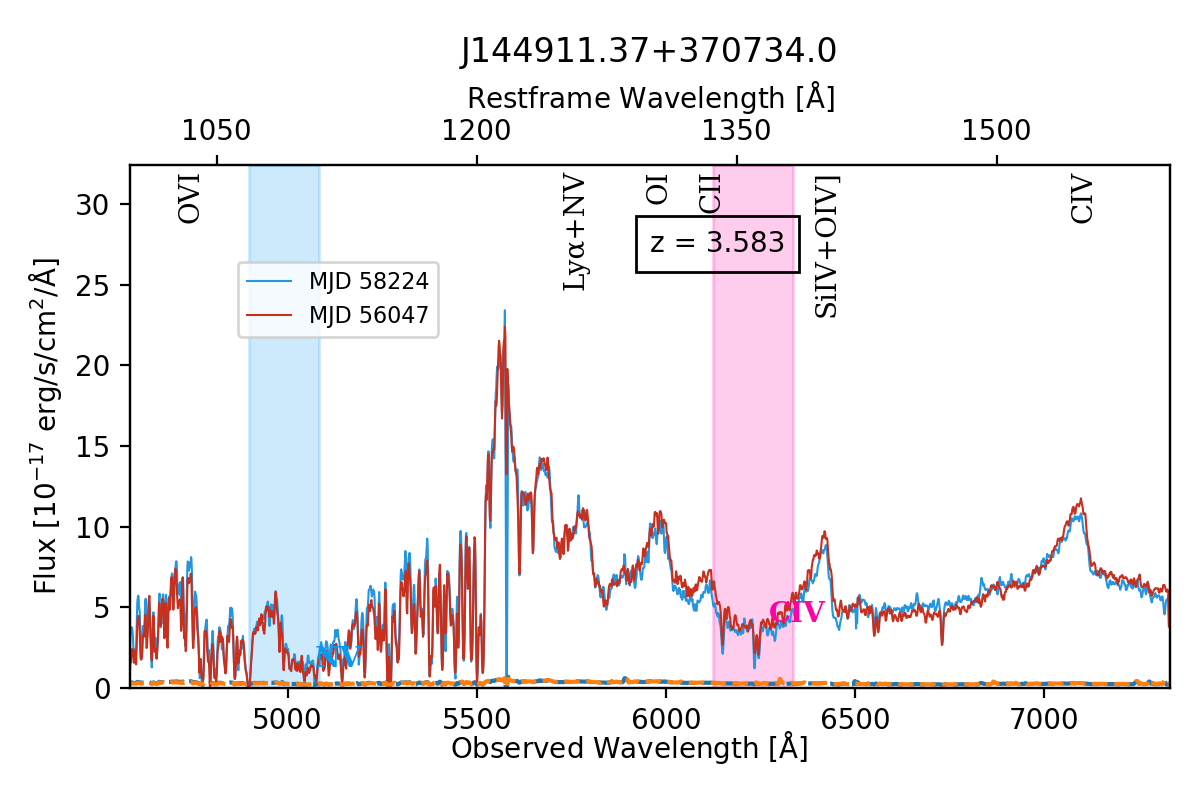 J144911.37+370734.0
Restframe Wavelength [Å]
1050 1200 1350 1500
OVI
Lyα+NV
OI
CII
SiIV+OIV]
CIV
z = 3.583
MJD 58224
MJD 56047
CIV
NV
Flux [10⁻¹⁷ erg/s/cm²/Å]
30
25
20
15
10
5
0
5000 5500 6000 6500 7000
Observed Wavelength [Å]